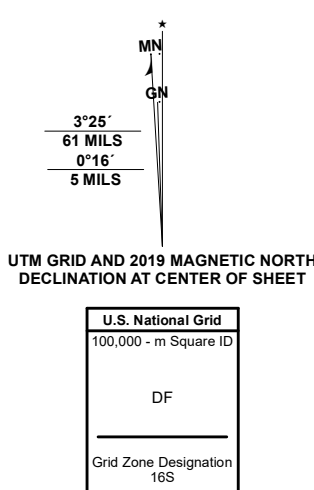 MN
GN
3°25´
61 MILS
0°16´
5 MILS
UTM GRID AND 2019 MAGNETIC NORTH
DECLINATION AT CENTER OF SHEET
U.S. National Grid
100,000 - m Square ID
DF
Grid Zone Designation
16S